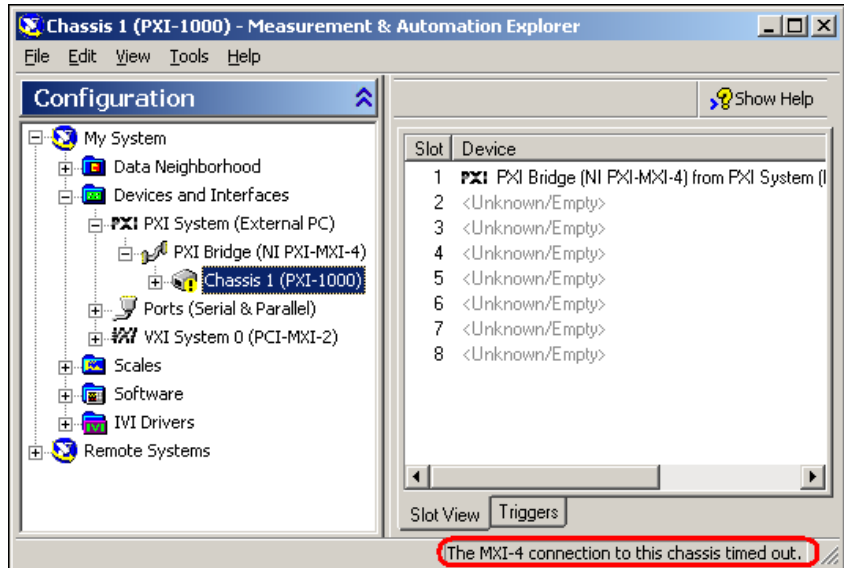 Chassis 1 (PXI-1000) - Measurement & Automation Explorer
File Edit View Tools Help
Configuration
Show Help
My System
Data Neighborhood
Devices and Interfaces
PXI PXI System (External PC)
PXI Bridge (NI PXI-MXI-4)
Chassis 1 (PXI-1000)
Ports (Serial & Parallel)
VXI VXI System 0 (PCI-MXI-2)
Scales
Software
IVI IVI Drivers
Remote Systems
Slot Device
1 PXI PXI Bridge (NI PXI-MXI-4) from PXI System (
2 <Unknown/Empty>
3 <Unknown/Empty>
4 <Unknown/Empty>
5 <Unknown/Empty>
6 <Unknown/Empty>
7 <Unknown/Empty>
8 <Unknown/Empty>
Slot View Triggers
The MXI-4 connection to this chassis timed out.